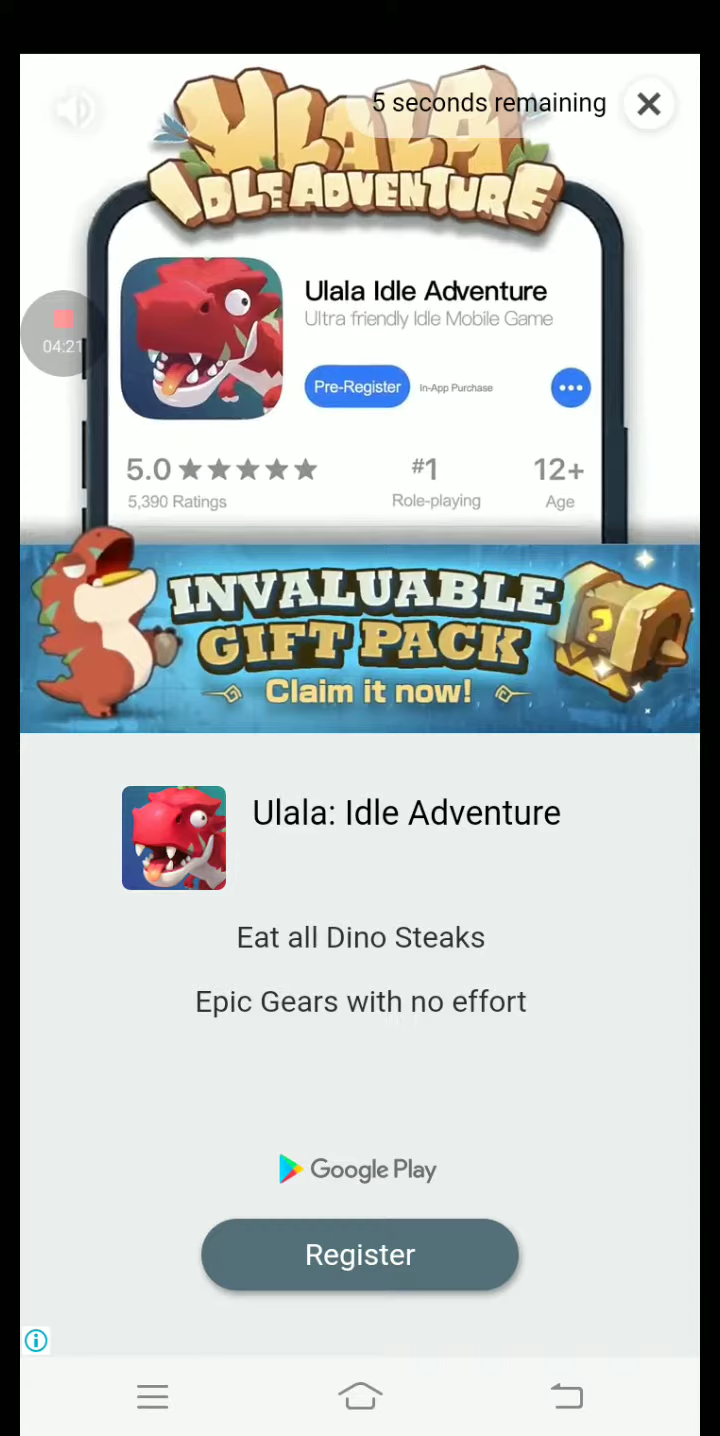 ULALA
5 seconds remaining
IDLE ADVENTURE
Ulala Idle Adventure
Ultra friendly Idle Mobile Game
04:21
Pre-Register
In-App Purchase
5.0 ★★★★★
#1
12+
5,390 Ratings
Role-playing
Age
INVALUABLE
GIFT PACK
?
Claim it now!
Ulala: Idle Adventure
Eat all Dino Steaks
Epic Gears with no effort
Google Play
Register